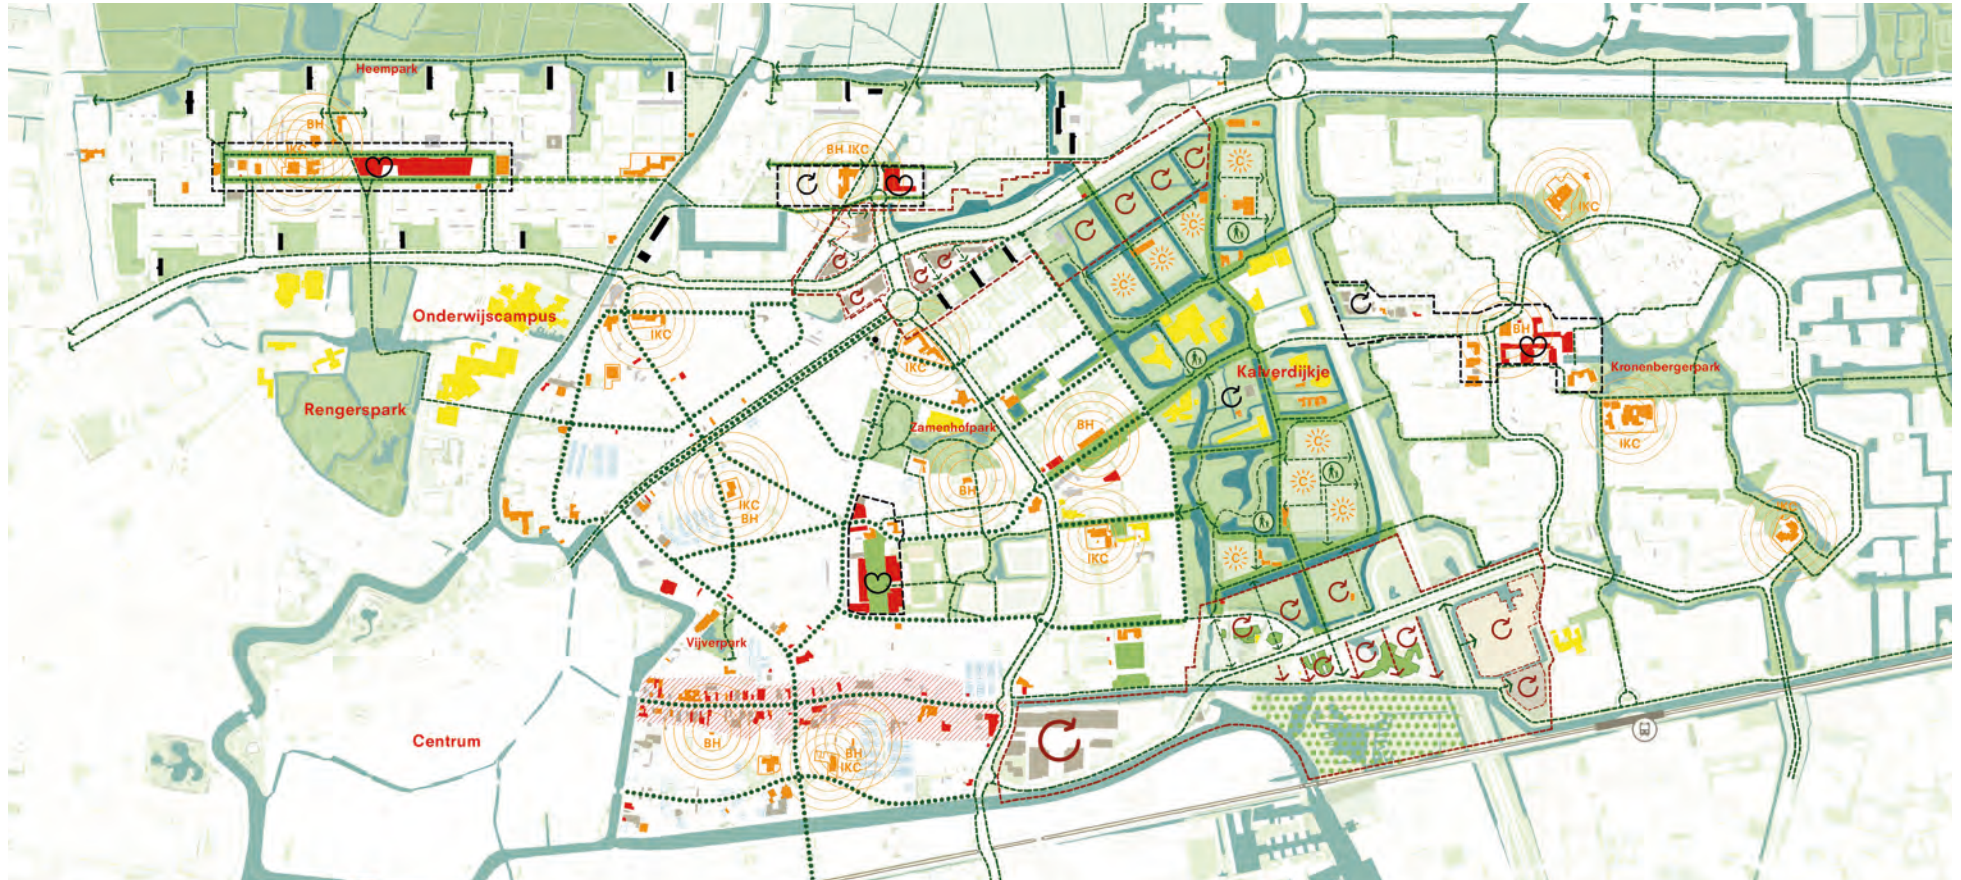 Heempark
BH
IKC
BH IKC
C
C
C
C
IKC
Onderwijscampus
IKC
IKC
BH
Kalverdijkje
Kronenbergerpark
Rengerspark
Zamenhofpark
BH
IKC
C
BH
C
IKC
BH
C
IKC
C
Vijverpark
Centrum
BH
BH
IKC